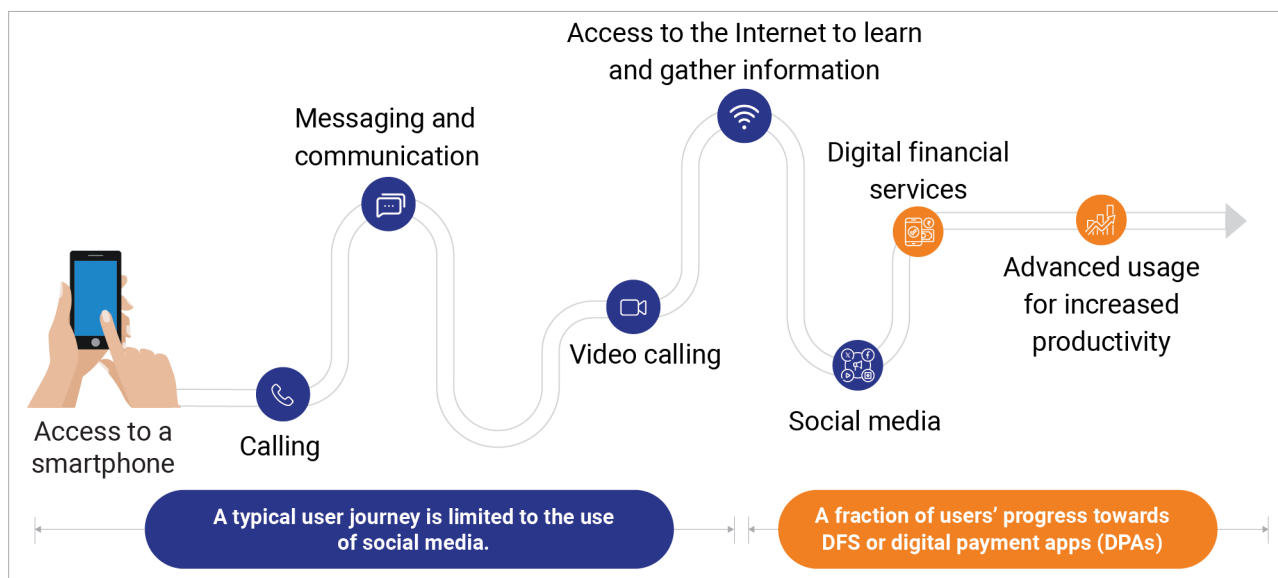 Access to the Internet to learn
and gather information
Messaging and
communication
Digital financial
services
Advanced usage
for increased
productivity
Video calling
Social media
Access to a
smartphone
Calling
A typical user journey is limited to the use
of social media.
A fraction of users’ progress towards
DFS or digital payment apps (DPAs)